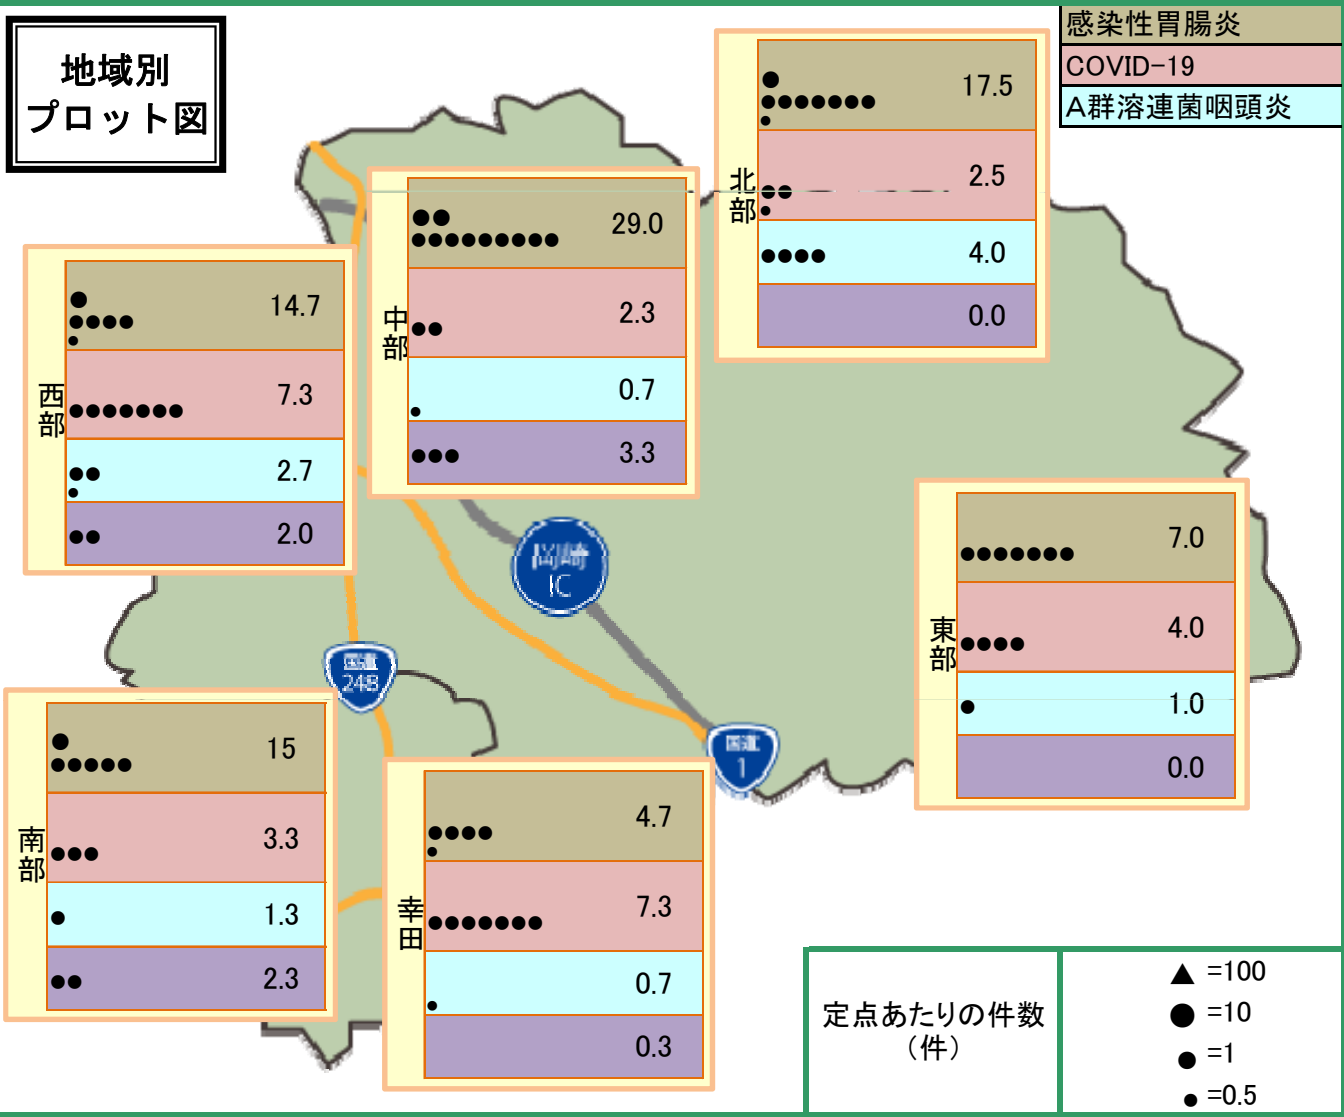 地域別
プロット図
感染性胃腸炎
COVID-19
A群溶連菌咽頭炎
北部
17.5
2.5
4.0
0.0
中部
29.0
2.3
0.7
3.3
西部
14.7
7.3
2.7
2.0
岡崎
IC
東部
7.0
4.0
1.0
0.0
国道
248
国道
1
南部
15
3.3
1.3
2.3
幸田
4.7
7.3
0.7
0.3
定点あたりの件数
（件）
▲ =100
● =10
● =1
● =0.5